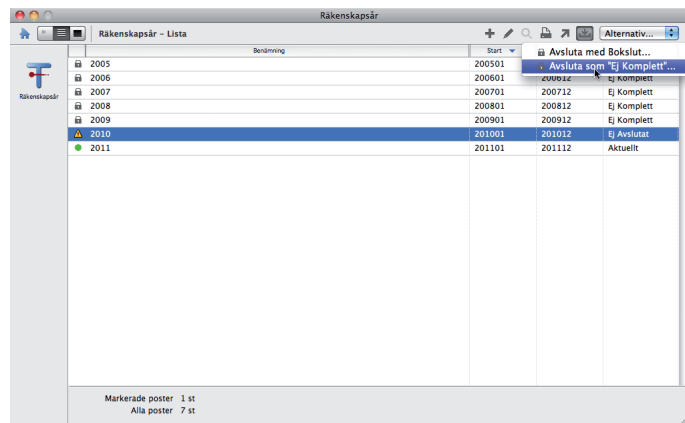 Räkenskapsår
Räkenskapsår – Lista
Alternativ...
Avsluta med Bokslut...
Avsluta som "Ej Komplett"...
Räkenskapsår
Benämning Start
2005 200501
2006 200601 200612 Ej Komplett
2007 200701 200712 Ej Komplett
2008 200801 200812 Ej Komplett
2009 200901 200912 Ej Komplett
2010 201001 201012 Ej Avslutat
2011 201101 201112 Aktuellt
Markerade poster 1 st
Alla poster 7 st